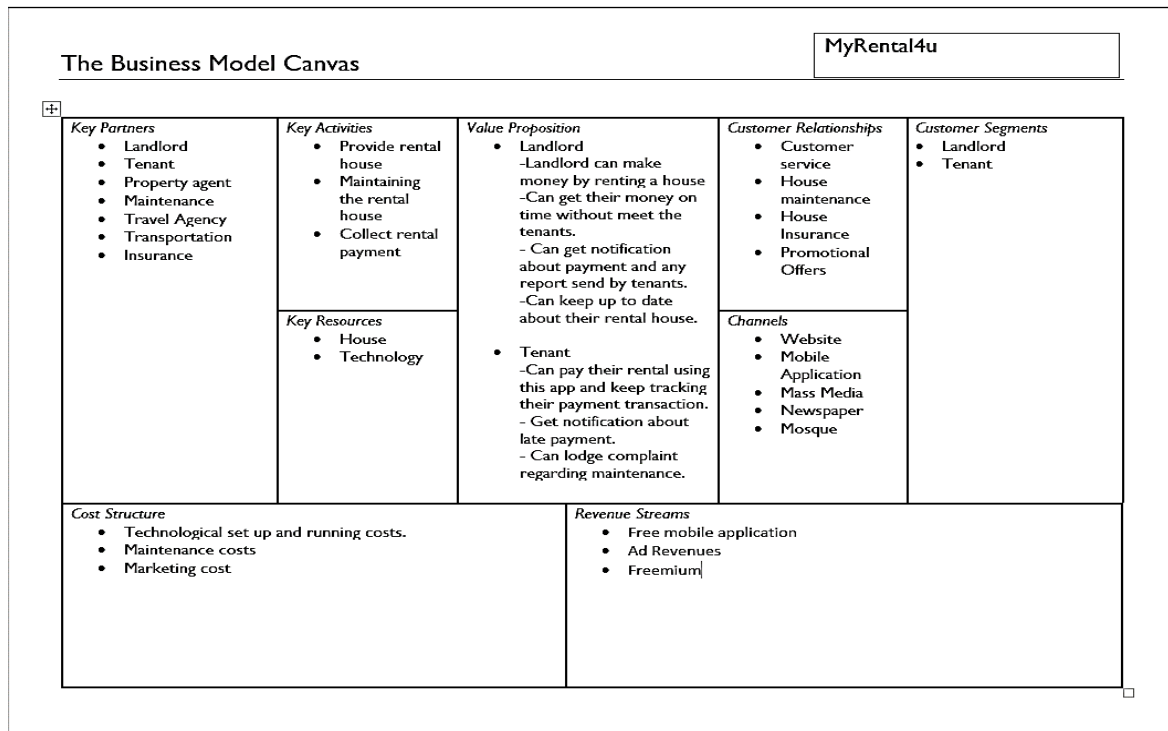 MyRental4u
The Business Model Canvas
Key Partners
• Landlord
• Tenant
• Property agent
• Maintenance
• Travel Agency
• Transportation
• Insurance
Key Activities
• Provide rental
house
• Maintaining
the rental
house
• Collect rental
payment
Key Resources
• House
• Technology
Value Proposition
• Landlord
-Landlord can make
money by renting a house
-Can get their money on
time without meet the
tenants.
- Can get notification
about payment and any
report send by tenants.
-Can keep up to date
about their rental house.
• Tenant
-Can pay their rental using
this app and keep tracking
their payment transaction.
- Get notification about
late payment.
- Can lodge complaint
regarding maintenance.
Customer Relationships
• Customer
service
• House
maintenance
• House
Insurance
• Promotional
Offers
Channels
• Website
• Mobile
Application
• Mass Media
• Newspaper
• Mosque
Customer Segments
• Landlord
• Tenant
Cost Structure
• Technological set up and running costs.
• Maintenance costs
• Marketing cost
Revenue Streams
• Free mobile application
• Ad Revenues
• Freemium